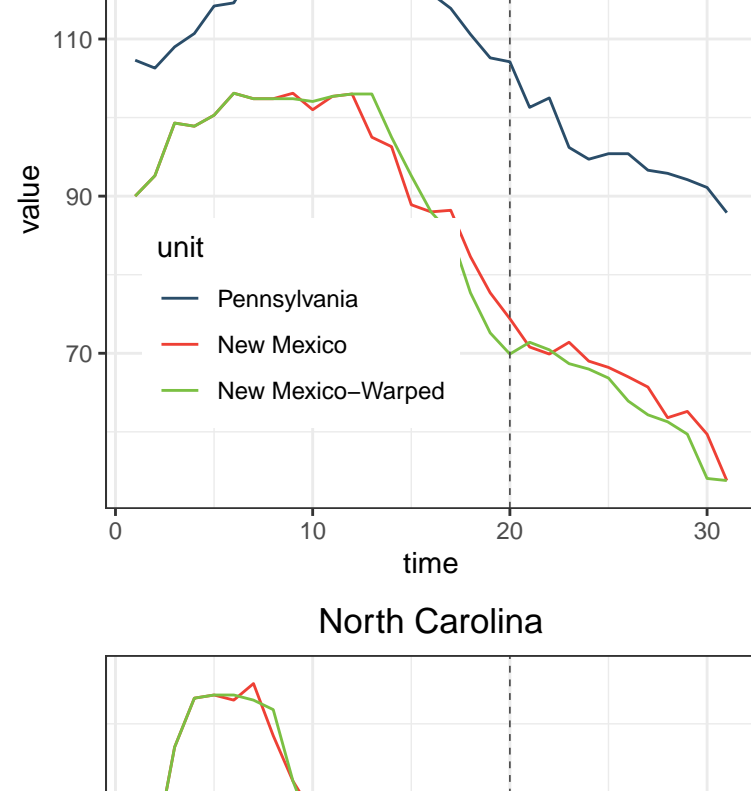 110
90
70
value
unit
Pennsylvania
New Mexico
New Mexico−Warped
0 10 20 30
time
North Carolina